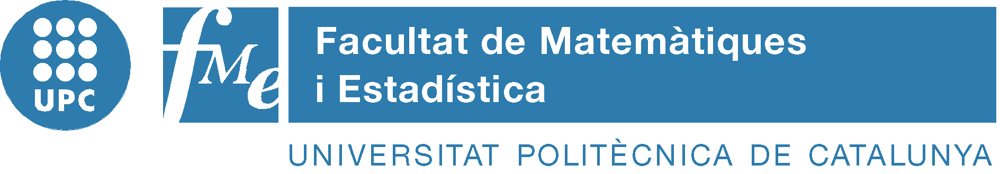 UPC
fMe
Facultat de Matemàtiques
i Estadística
UNIVERSITAT POLITÈCNICA DE CATALUNYA